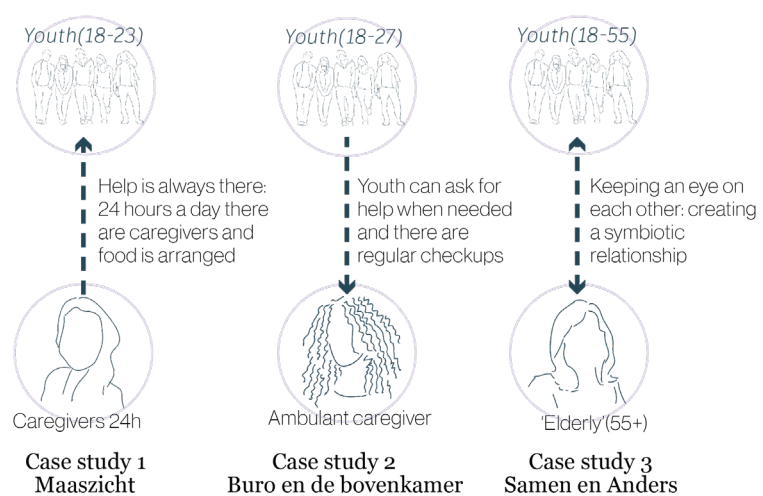 Youth(18-23)
Help is always there:
24 hours a day there
are caregivers and
food is arranged
Caregivers 24h
Case study 1
Maaszicht
Youth(18-27)
Youth can ask for
help when needed
and there are
regular checkups
Ambulant caregiver
Case study 2
Buro en de bovenkamer
Youth(18-55)
Keeping an eye on
each other: creating
a symbiotic
relationship
'Elderly'(55+)
Case study 3
Samen en Anders